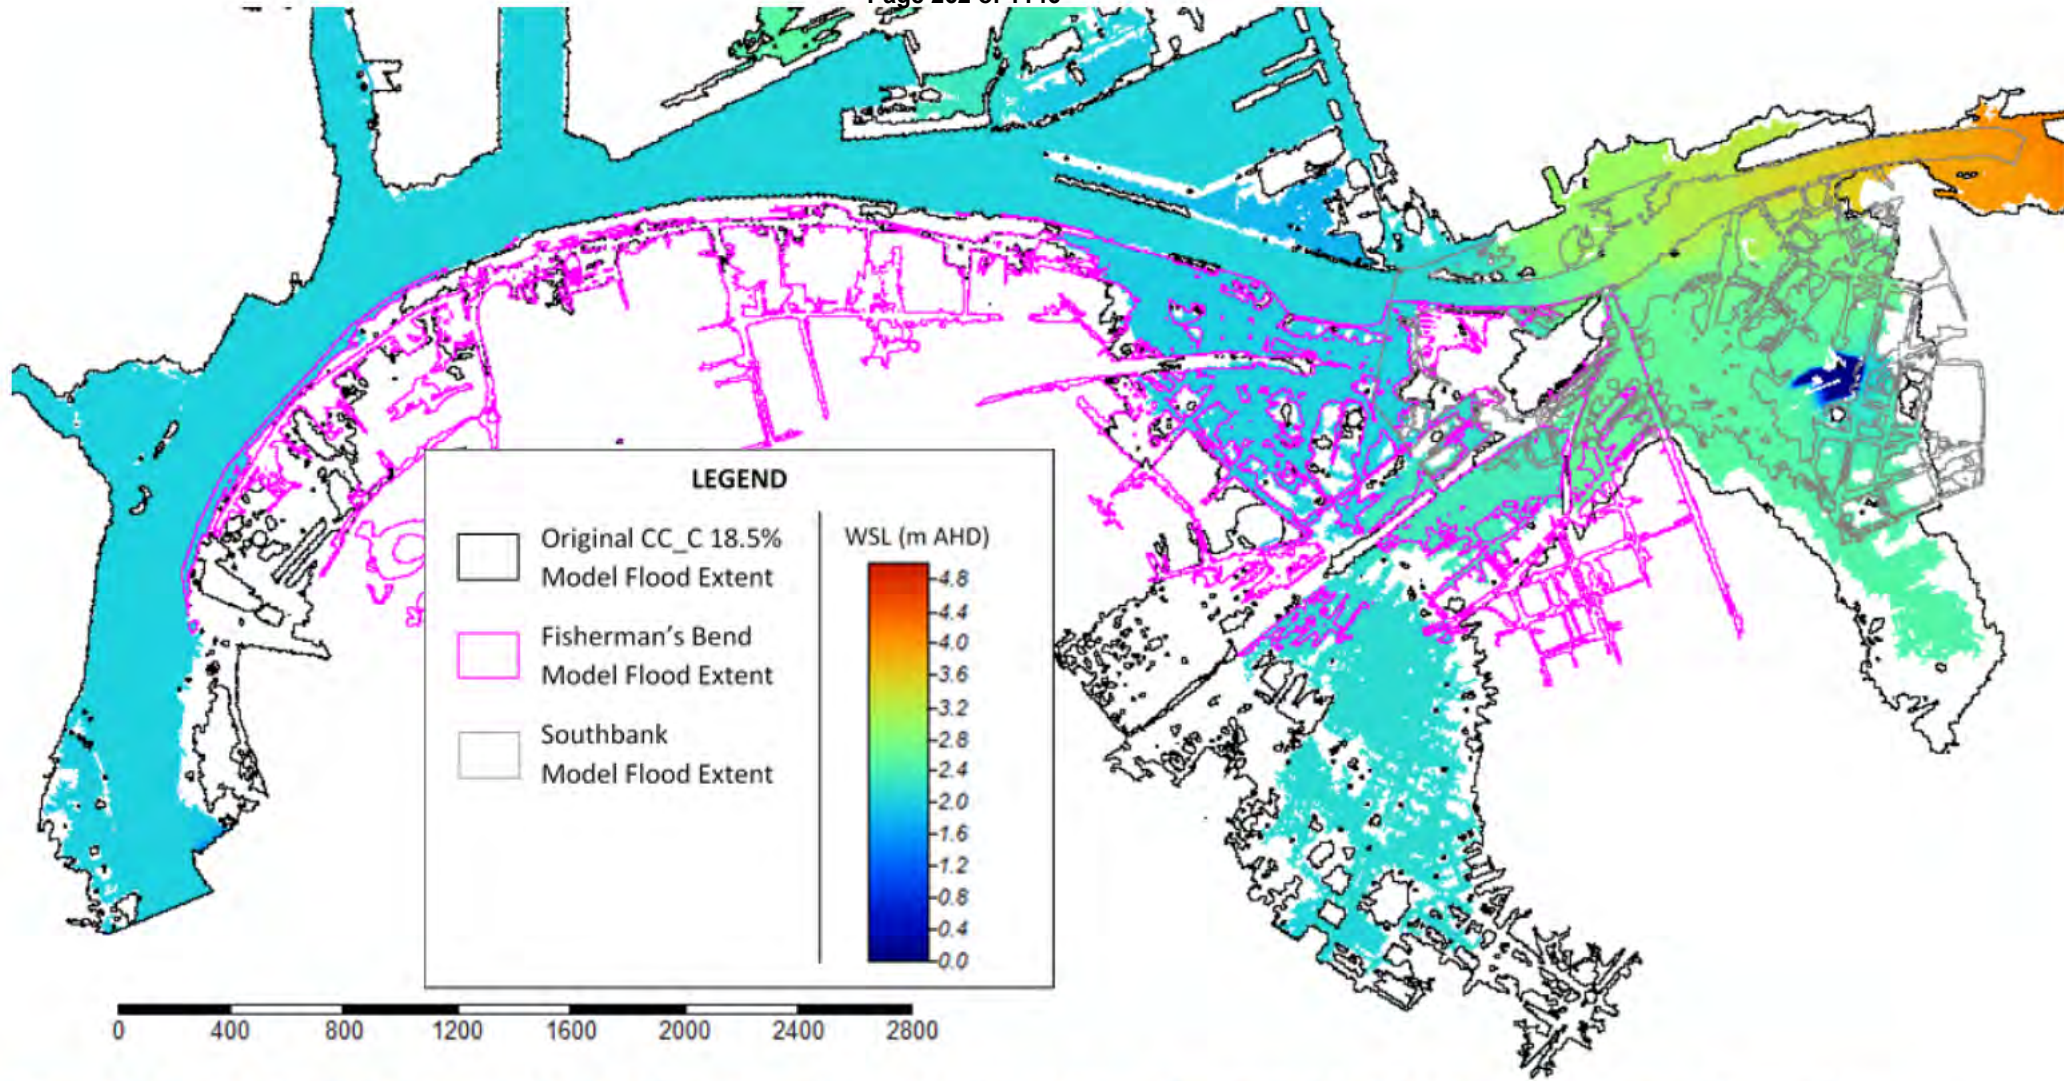 LEGEND
Original CC_C 18.5%
Model Flood Extent
Fisherman's Bend
Model Flood Extent
Southbank
Model Flood Extent
WSL (m AHD)
4.8
4.4
4.0
3.6
3.2
2.8
2.4
2.0
1.6
1.2
0.8
0.4
0.0
0 400 800 1200 1600 2000 2400 2800